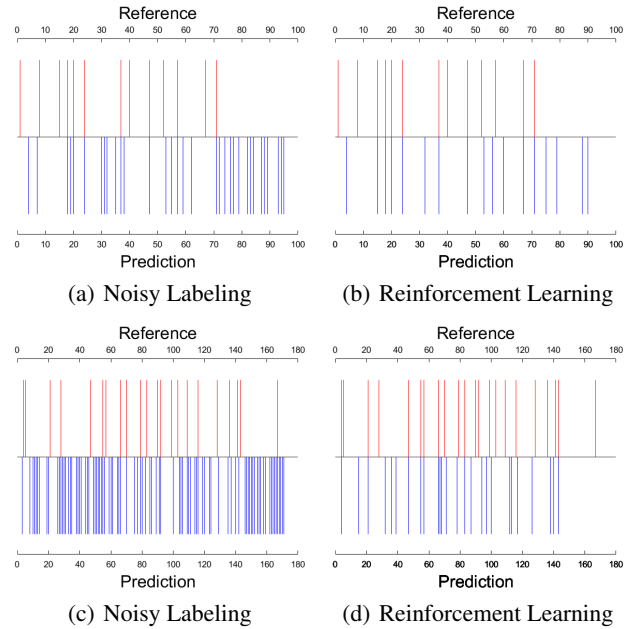 Reference Reference
0 10 20 30 40 50 60 70 80 90 100 0 10 20 30 40 50 60 70 80 90 100
0 10 20 30 40 50 60 70 80 90 100 0 10 20 30 40 50 60 70 80 90 100
Prediction Prediction
(a) Noisy Labeling (b) Reinforcement Learning
Reference Reference
0 20 40 60 80 100 120 140 160 180 0 20 40 60 80 100 120 140 160 180
0 20 40 60 80 100 120 140 160 180 0 20 40 60 80 100 120 140 160 180
Prediction Prediction
(c) Noisy Labeling (d) Reinforcement Learning